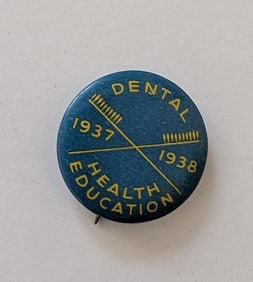 DENTAL
1937
1938
HEALTH
EDUCATION